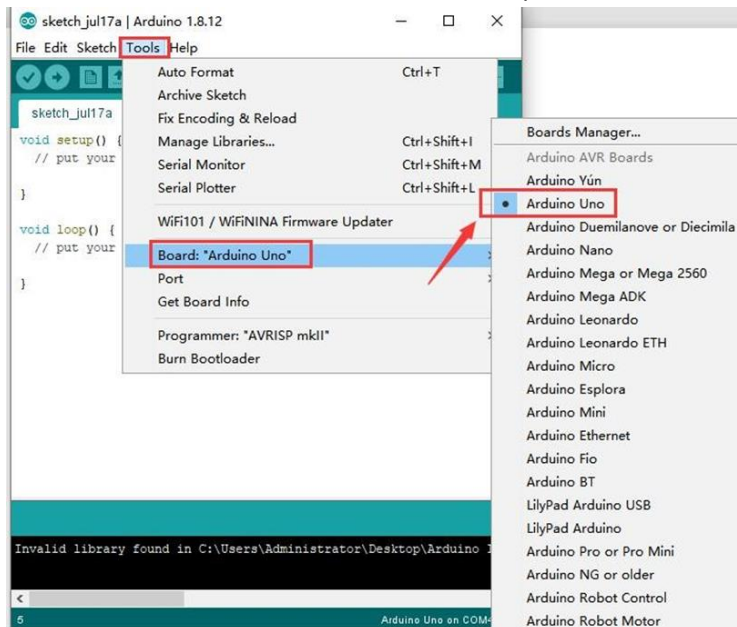 sketch_jul17a | Arduino 1.8.12
File Edit Sketch Tools Help
sketch_jul17a
void setup() {
// put your
}
void loop() {
// put your
}
Auto Format Ctrl+T
Archive Sketch
Fix Encoding & Reload
Manage Libraries... Ctrl+Shift+I
Serial Monitor Ctrl+Shift+M
Serial Plotter Ctrl+Shift+L
WiFi101 / WiFiNINA Firmware Updater
Board: "Arduino Uno"
Port
Get Board Info
Programmer: "AVRISP mkII"
Burn Bootloader
Boards Manager...
Arduino AVR Boards
Arduino Yún
Arduino Uno
Arduino Duemilanove or Diecimila
Arduino Nano
Arduino Mega or Mega 2560
Arduino Mega ADK
Arduino Leonardo
Arduino Leonardo ETH
Arduino Micro
Arduino Esplora
Arduino Mini
Arduino Ethernet
Arduino Fio
Arduino BT
LilyPad Arduino USB
LilyPad Arduino
Arduino Pro or Pro Mini
Arduino NG or older
Arduino Robot Control
Arduino Robot Motor
Invalid library found in C:\Users\Administrator\Desktop\Arduino
5 Arduino Uno on COM